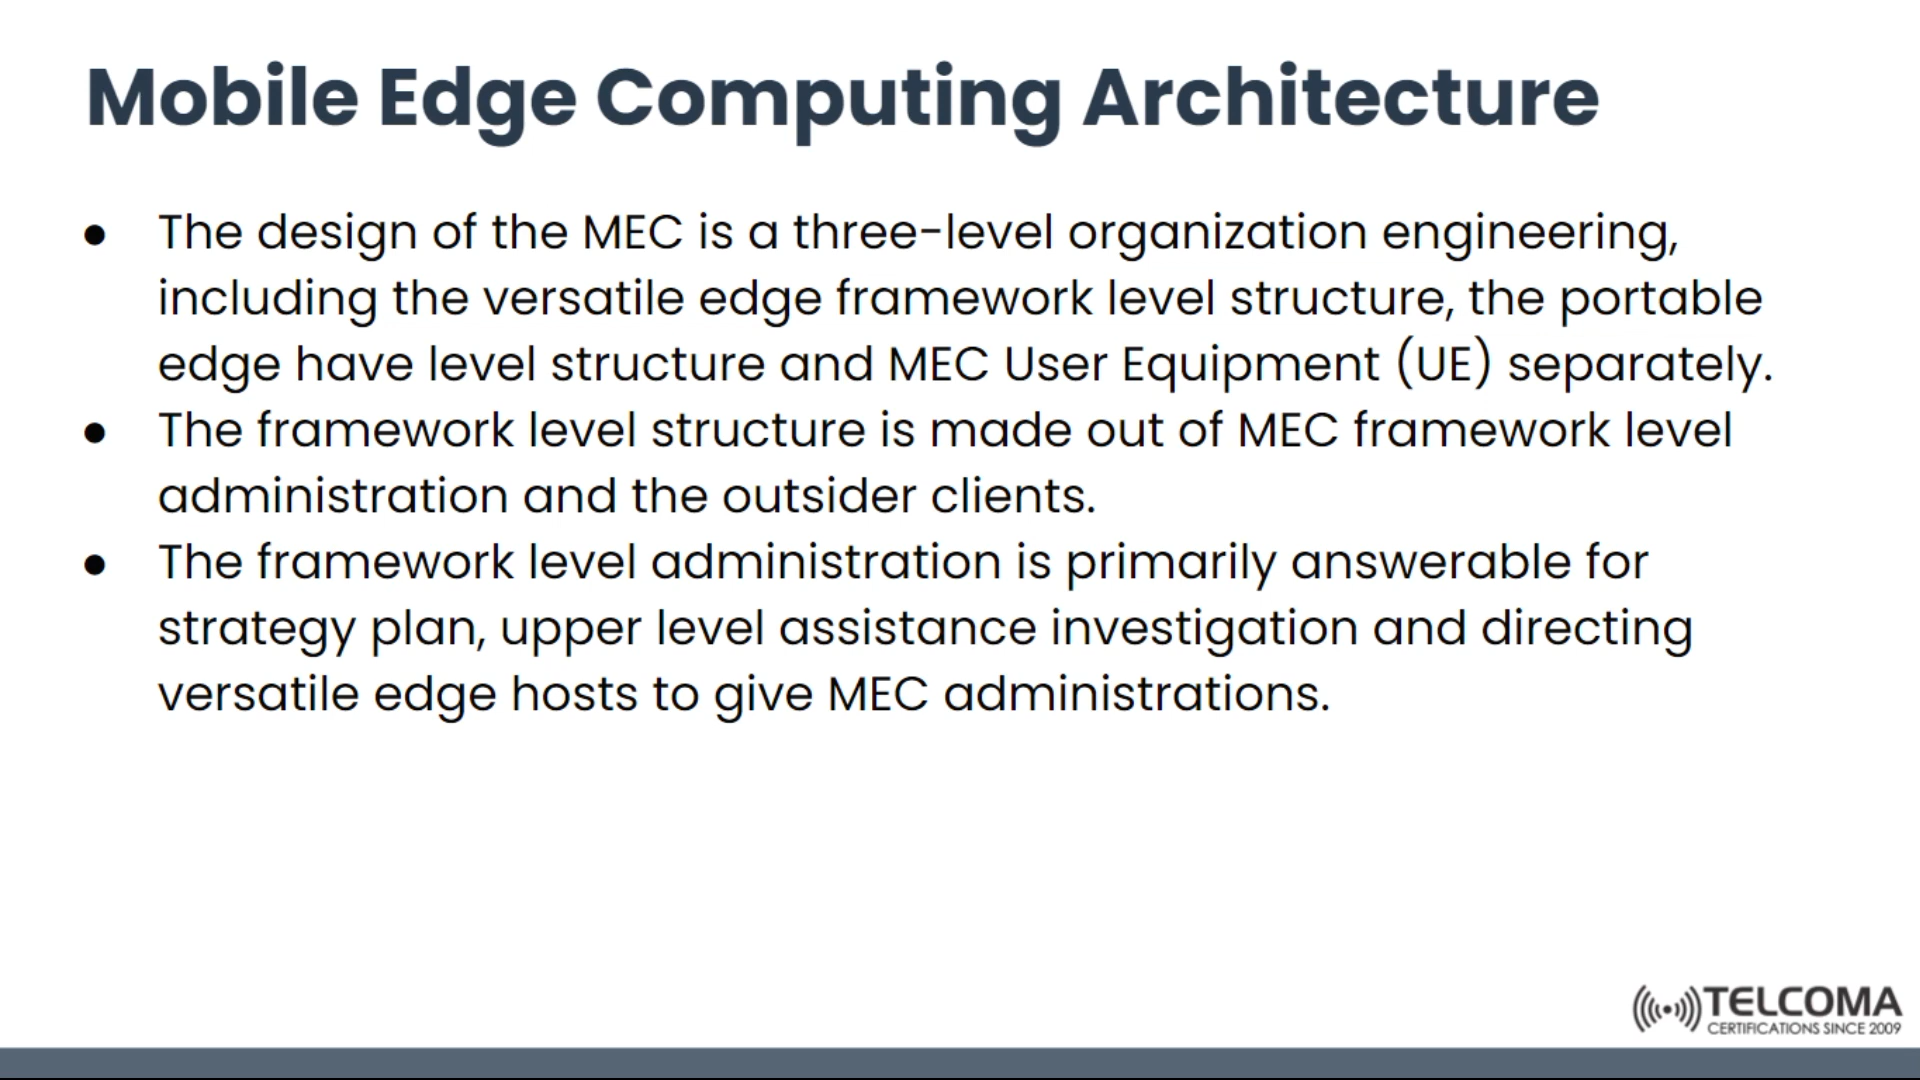 Mobile Edge Computing Architecture
● The design of the MEC is a three-level organization engineering,
including the versatile edge framework level structure, the portable
edge have level structure and MEC User Equipment (UE) separately.
● The framework level structure is made out of MEC framework level
administration and the outsider clients.
● The framework level administration is primarily answerable for
strategy plan, upper level assistance investigation and directing
versatile edge hosts to give MEC administrations.
TELCOMA
CERTIFICATIONS SINCE 2009